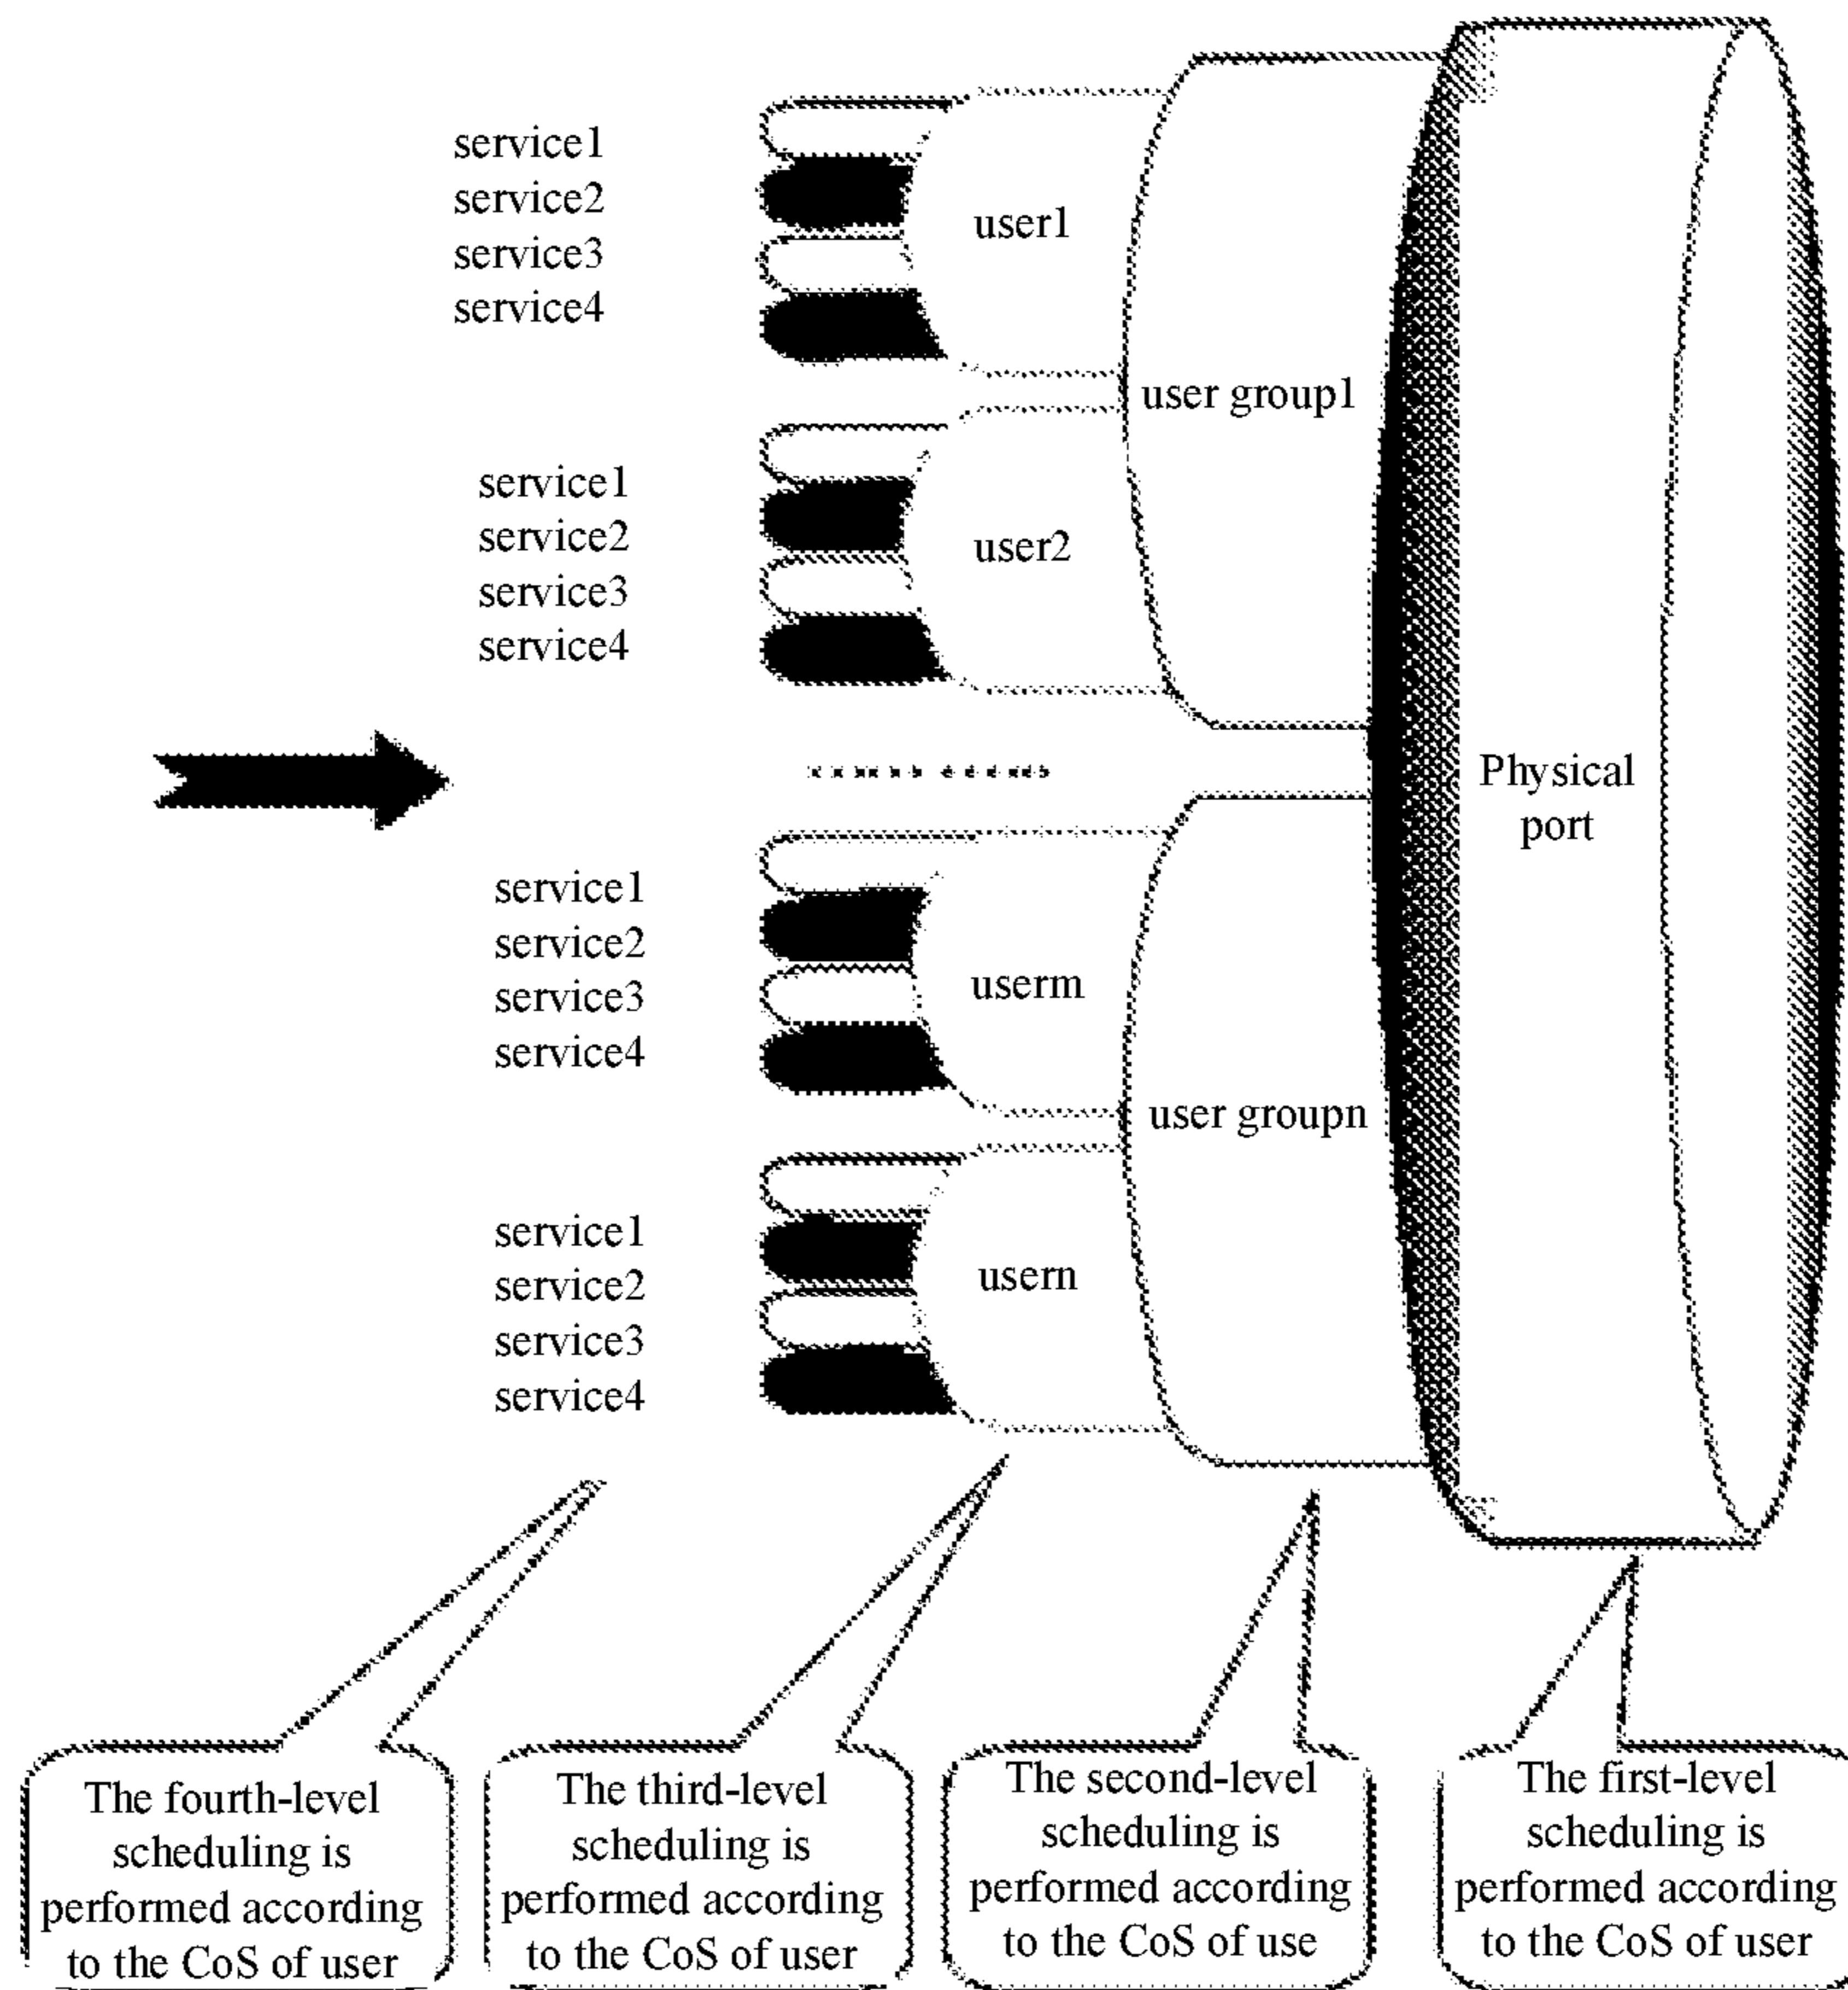 service1
service2
service3
service4
user1
user group1
service1
service2
service3
service4
user2
Physical
port
service1
service2
service3
service4
userm
user groupn
service1
service2
service3
service4
usern
The fourth-level
scheduling is
performed according
to the CoS of user
The third-level
scheduling is
performed according
to the CoS of user
The second-level
scheduling is
performed according
to the CoS of use
The first-level
scheduling is
performed according
to the CoS of user